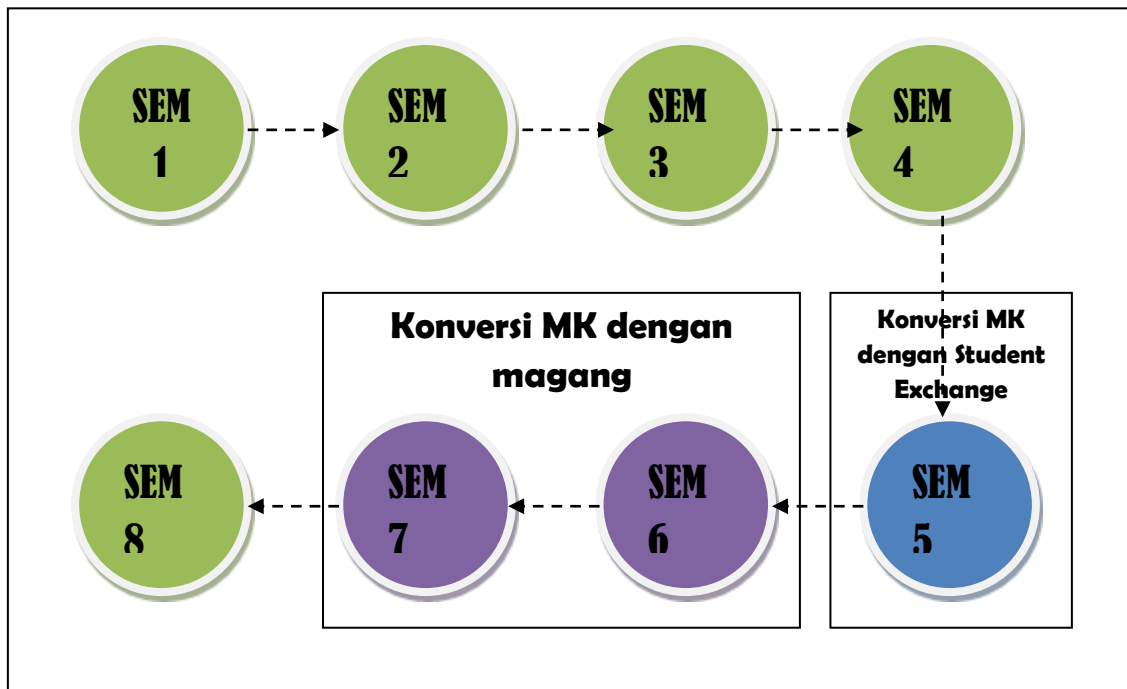 SEM
1
SEM
2
SEM
3
SEM
4
Konversi MK dengan
magang
Konversi MK
dengan Student
Exchange
SEM
8
SEM
7
SEM
6
SEM
5